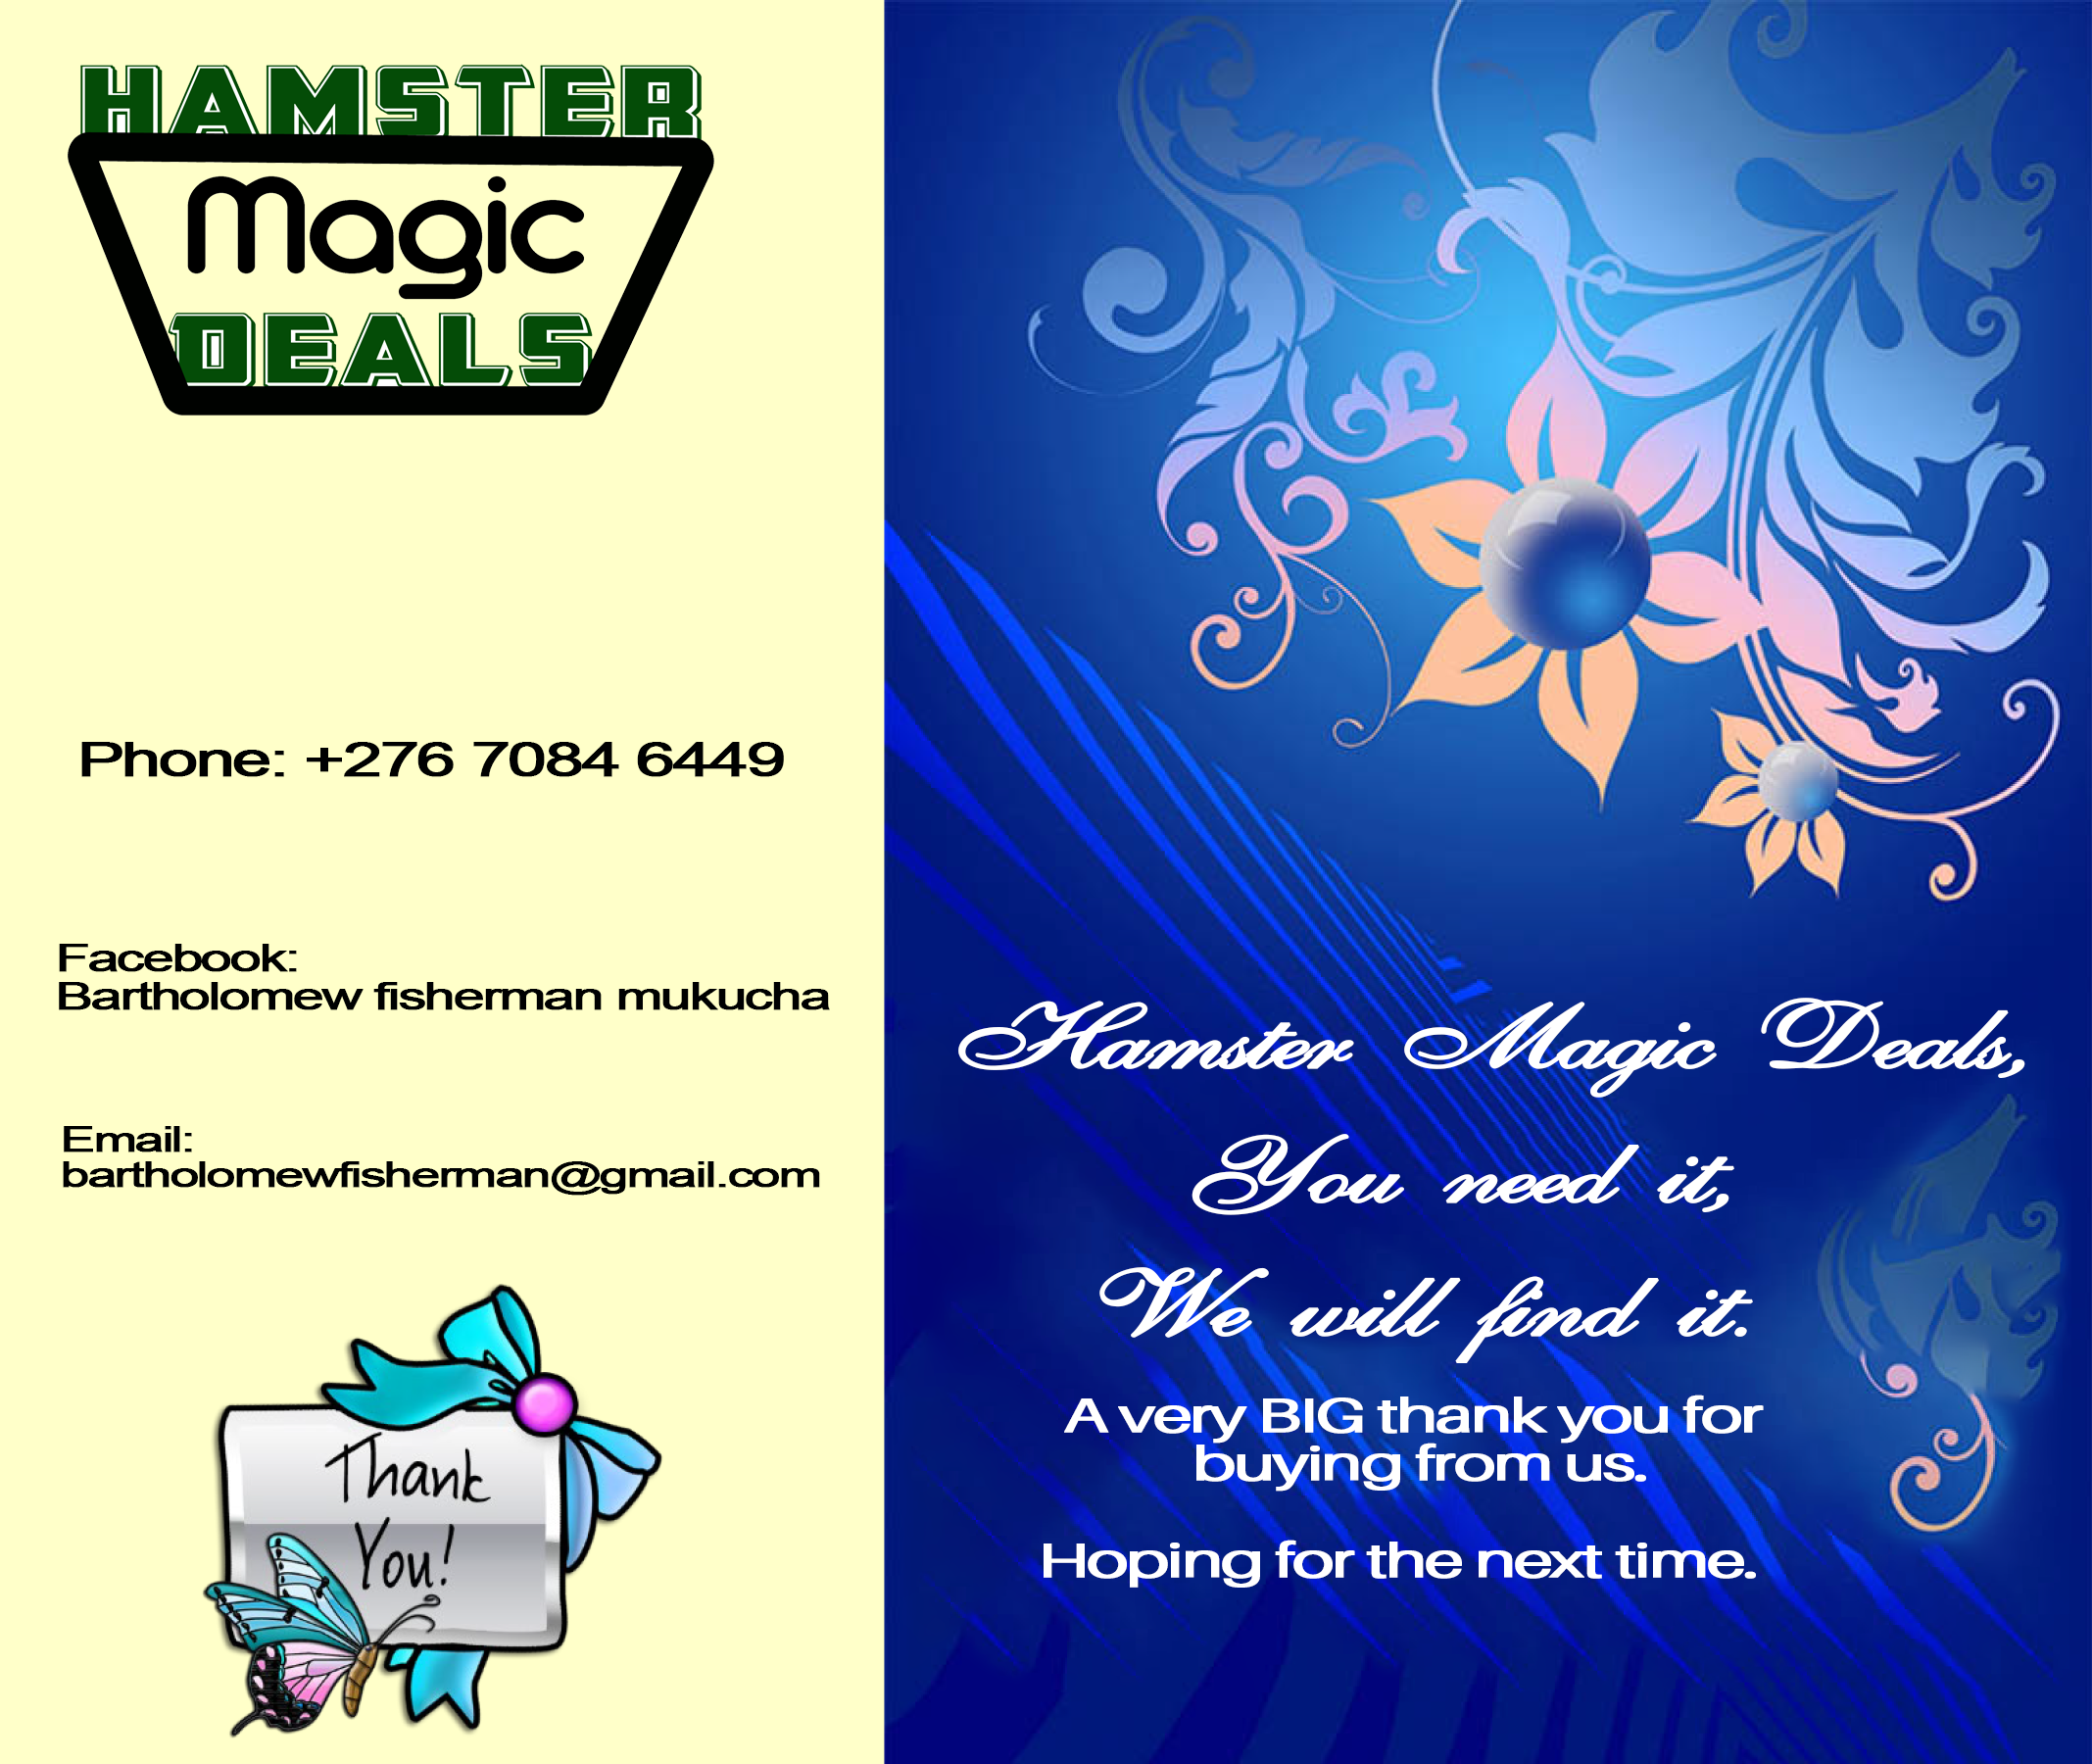 HAMSTER
Magic
DEALS
Phone: +276 7084 6449
Facebook:
Bartholomew fisherman mukucha
Email:
bartholomewfisherman@gmail.com
Thank
You!
Hamster Magic Deals,
You need it,
We will find it.
A very BIG thank you for
buying from us.
Hoping for the next time.